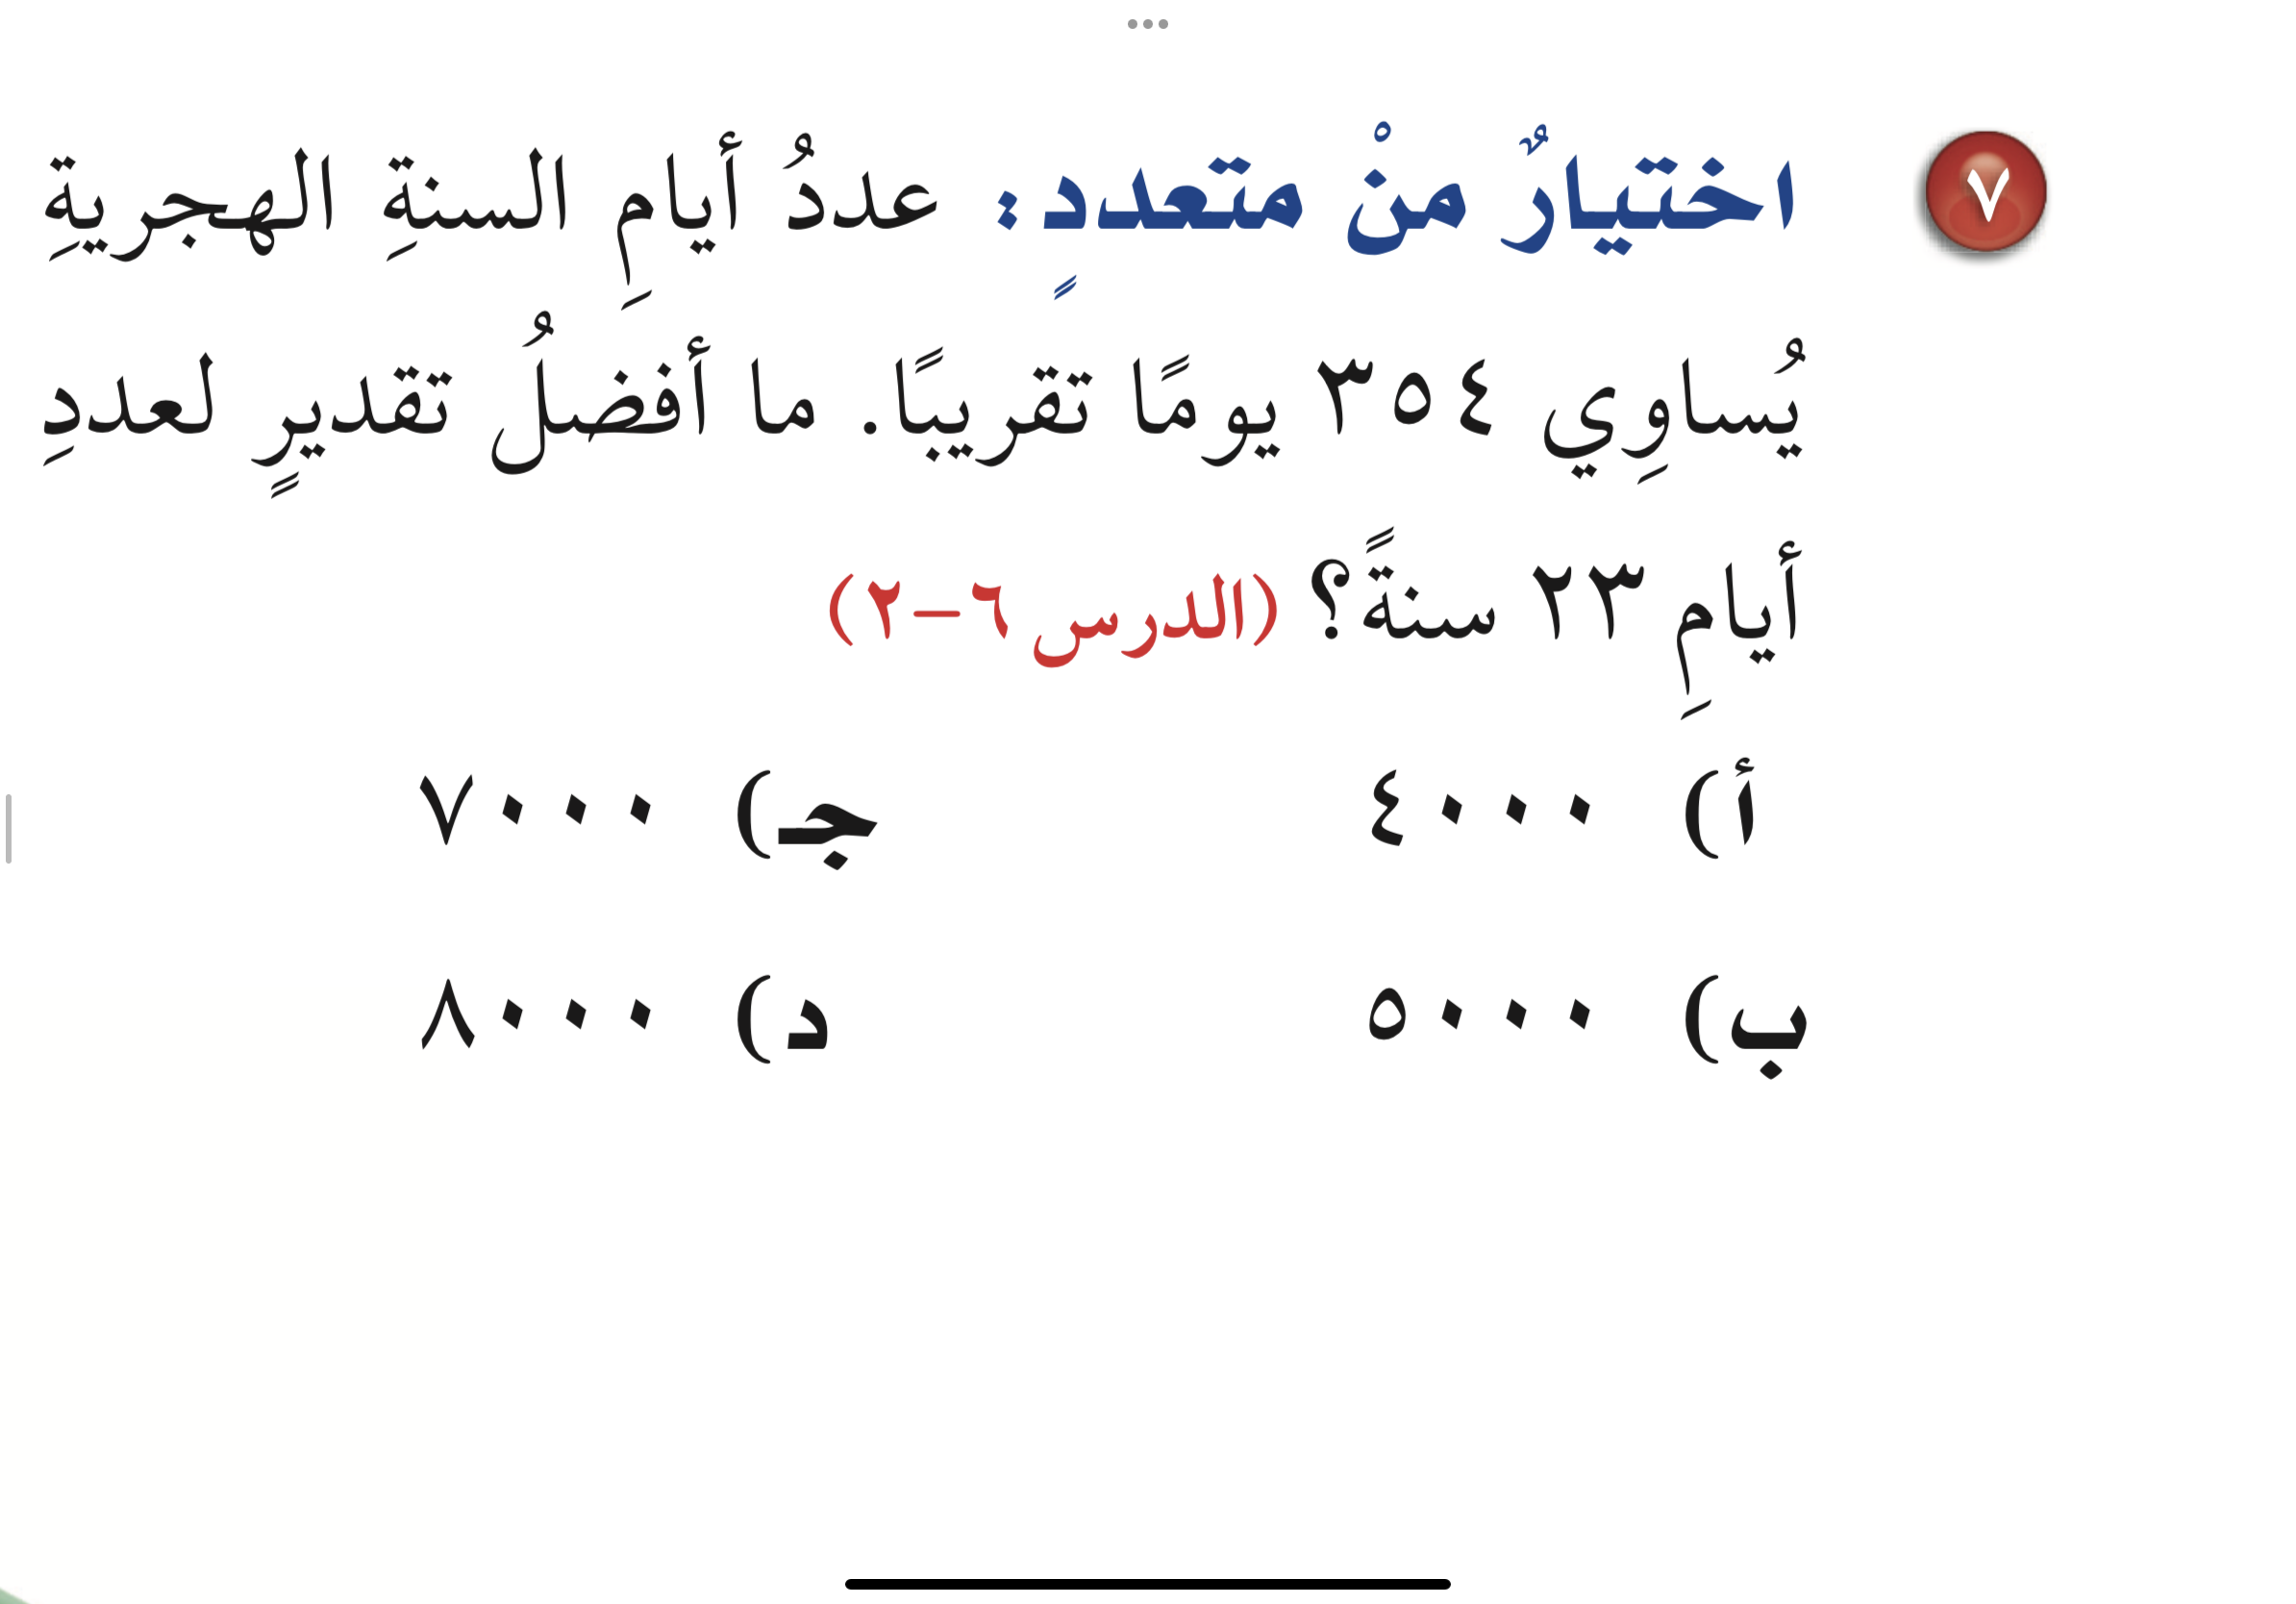 ٧ اختيارٌ منْ متعددٍ: عددُ أيامِ السنةِ الهجريةِ
يُساوِي ٣٥٤ يومًا تقريبًا. ما أفضلُ تقديرٍ لعددِ
أيامِ ٢٣ سنةً؟ (الدرس ٦-٢)
أ) ٤٠٠٠ جـ) ٧٠٠٠
ب) ٥٠٠٠ د) ٨٠٠٠